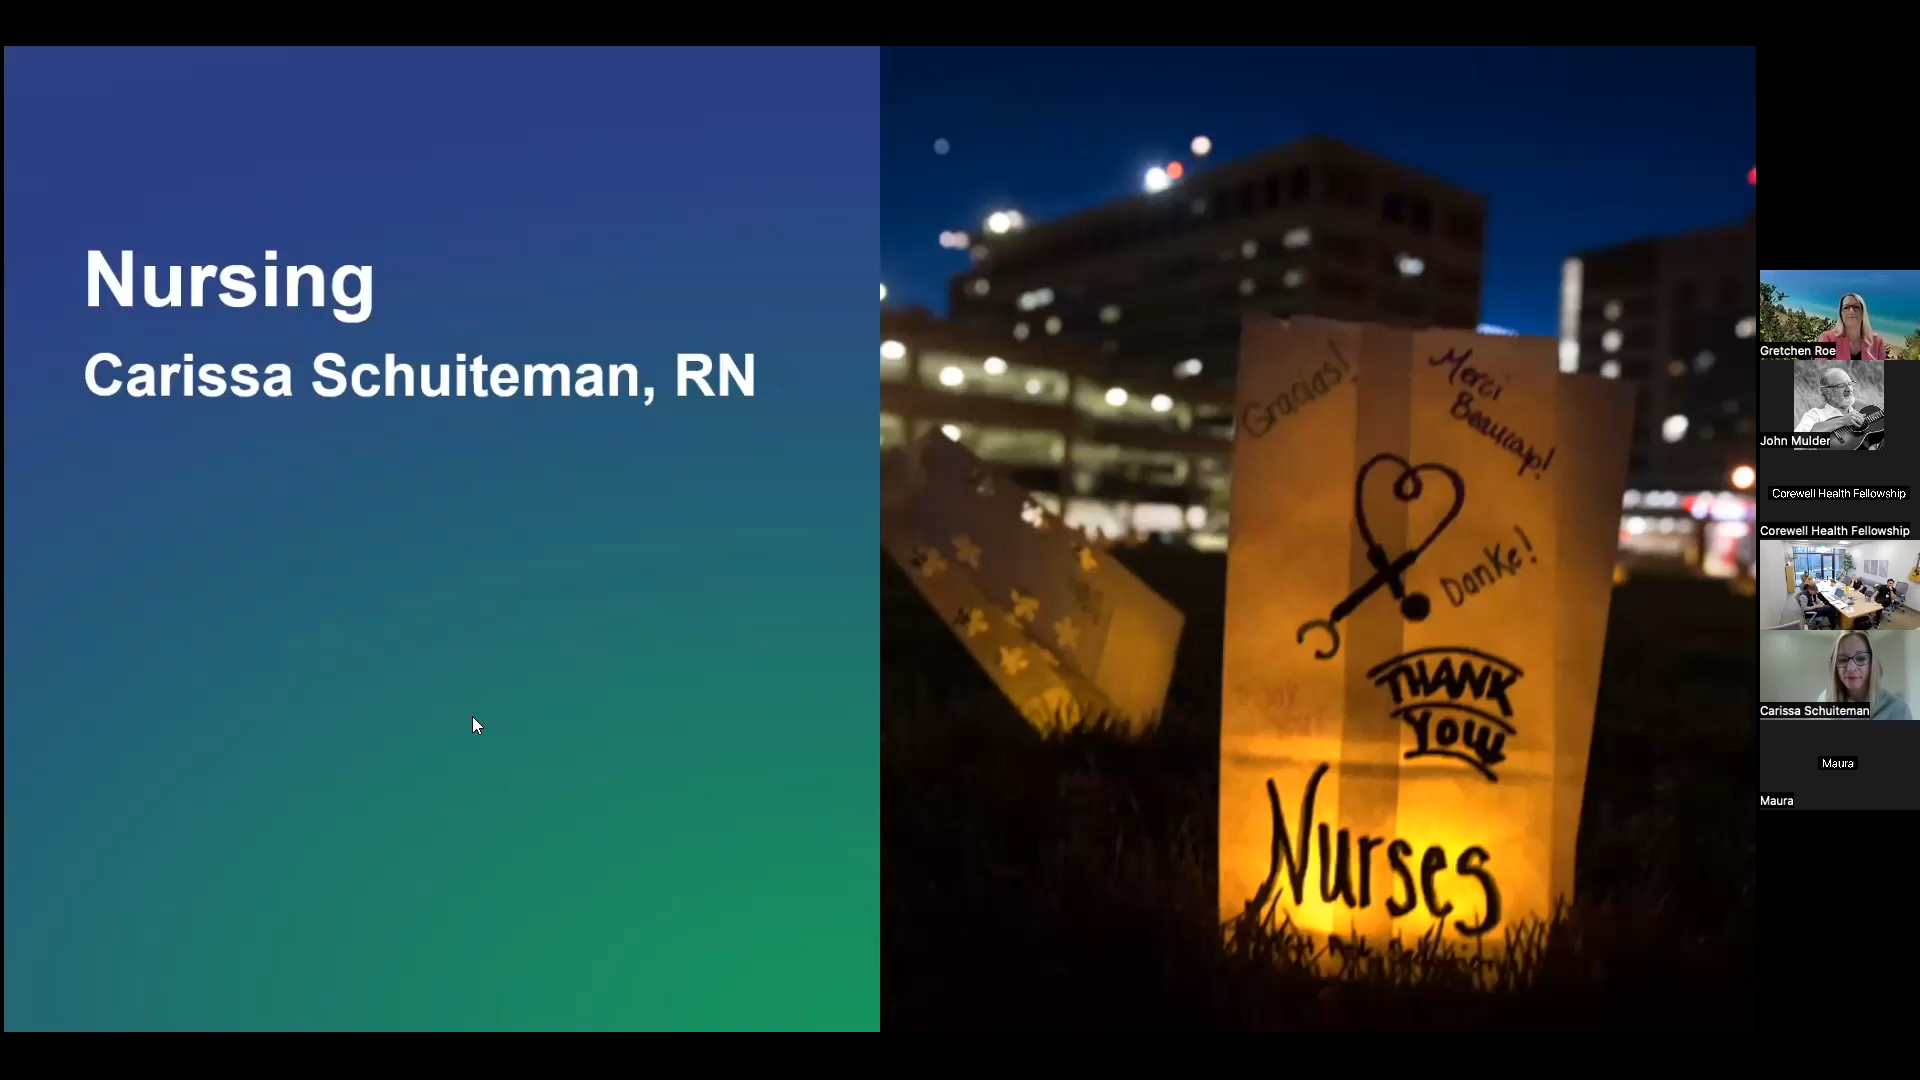 Nursing
Carissa Schuiteman, RN
Gracias!
Merci
Beaucoup!
Danke!
THANK
YOU
Nurses
Gretchen Roe
John Mulder
Corewell Health Fellowship
Corewell Health Fellowship
Carissa Schuiteman
Maura
Maura